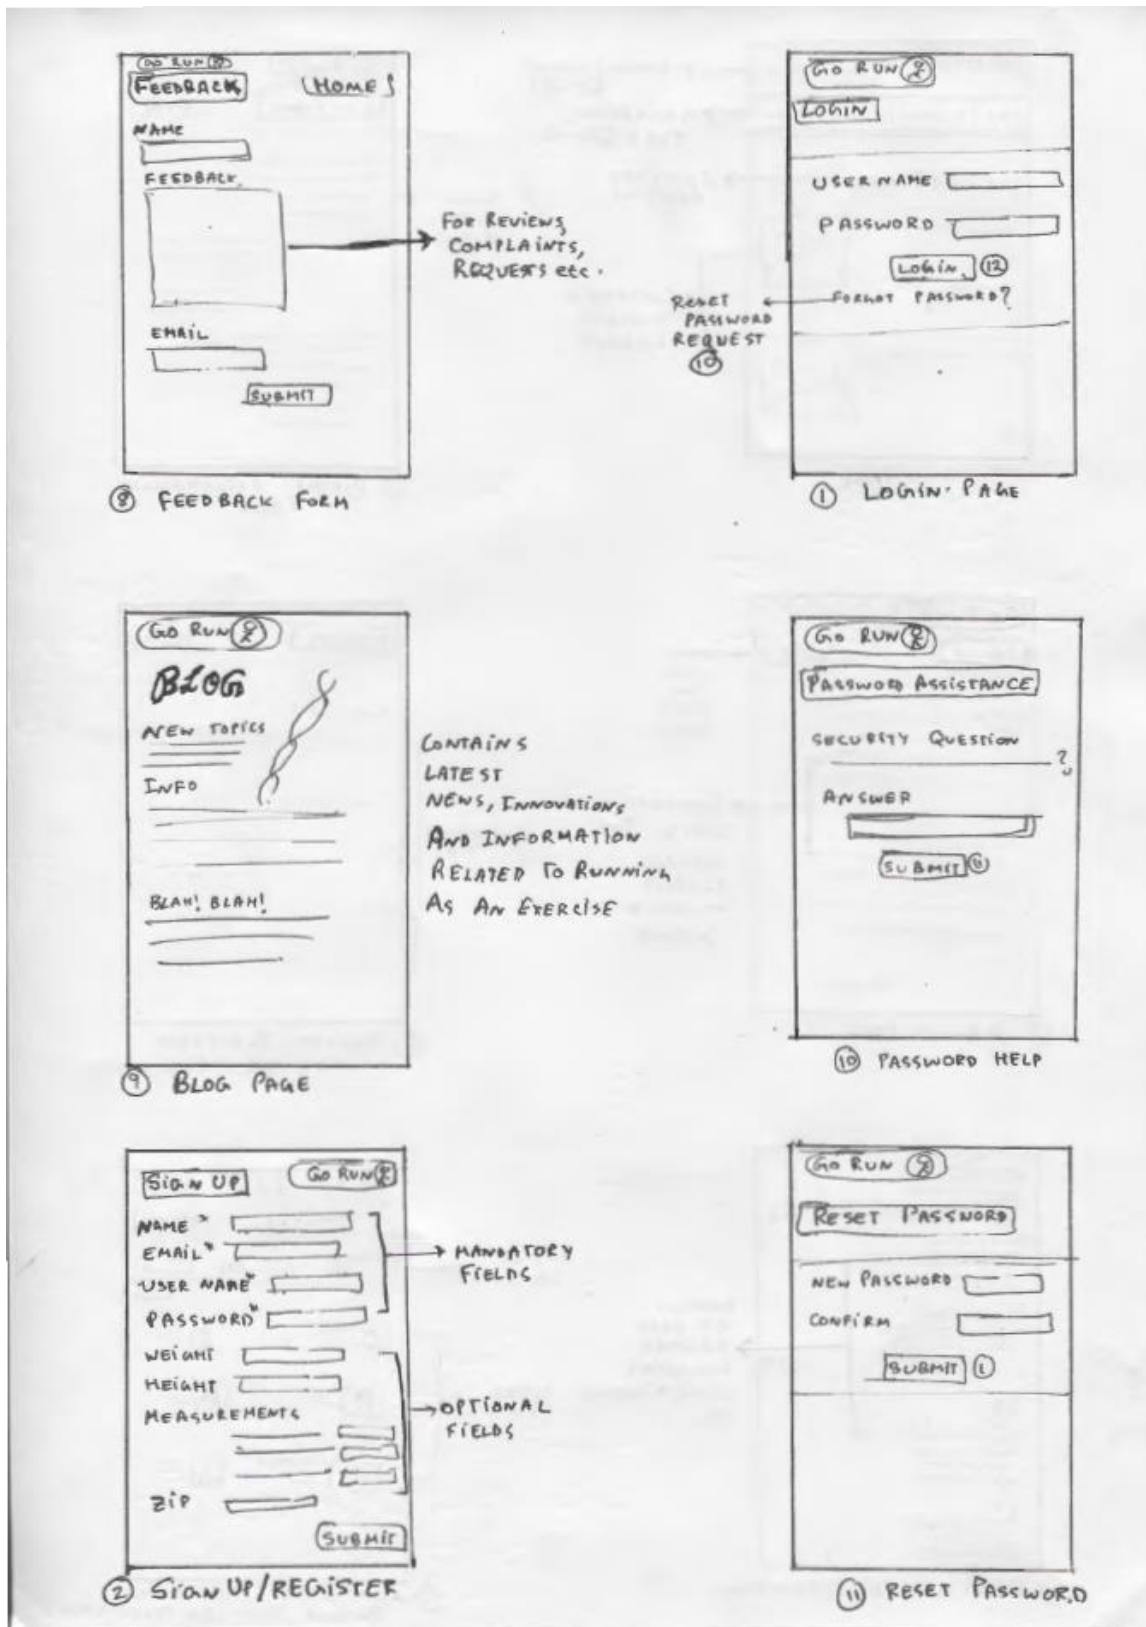 GO RUN
FEEDBACK
HOME
NAME
FEEDBACK
EMAIL
SUBMIT
FOR REVIEWS,
COMPLAINTS,
REQUESTS etc.
8 FEEDBACK FORM
GO RUN
LOGIN
USER NAME
PASSWORD
LOGIN 12
FORGOT PASSWORD?
RESET
PASSWORD
REQUEST
10
1 LOGIN PAGE
GO RUN
BLOG
NEW TOPICS
INFO
BLAH! BLAH!
CONTAINS
LATEST
NEWS, INNOVATIONS
AND INFORMATION
RELATED TO RUNNING
AS AN EXERCISE
9 BLOG PAGE
GO RUN
PASSWORD ASSISTANCE
SECURITY QUESTION
?
ANSWER
SUBMIT
10 PASSWORD HELP
SIGN UP
GO RUN
NAME *
EMAIL *
USER NAME *
PASSWORD *
WEIGHT
HEIGHT
MEASUREMENTS
ZIP
SUBMIT
MANDATORY
FIELDS
OPTIONAL
FIELDS
2 SIGN UP/REGISTER
GO RUN
RESET PASSWORD
NEW PASSWORD
CONFIRM
SUBMIT 1
11 RESET PASSWORD